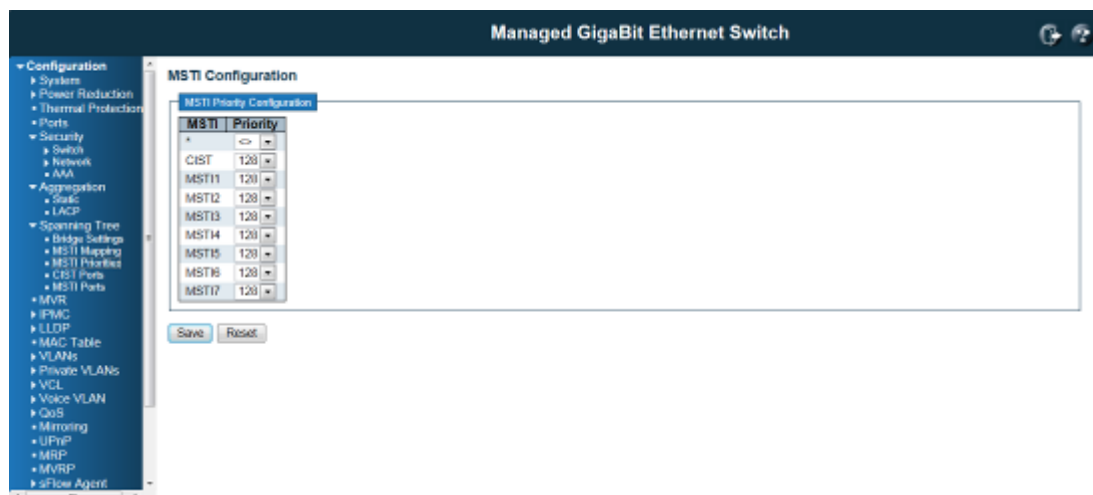 Managed GigaBit Ethernet Switch
Configuration
System
Power Reduction
Thermal Protection
Ports
Security
Switch
Network
AAA
Aggregation
Static
LACP
Spanning Tree
Bridge Settings
MSTI Mapping
MSTI Priorities
CIST Ports
MSTI Ports
MVR
IPMC
LLDP
MAC Table
VLANs
Private VLANs
VCL
Voice VLAN
QoS
Mirroring
UPnP
MRP
MVRP
sFlow Agent
MSTI Configuration
MSTI Priority Configuration
MSTI Priority
* <>
CIST 128
MSTI1 128
MSTI2 128
MSTI3 128
MSTI4 128
MSTI5 128
MSTI6 128
MSTI7 128
Save Reset